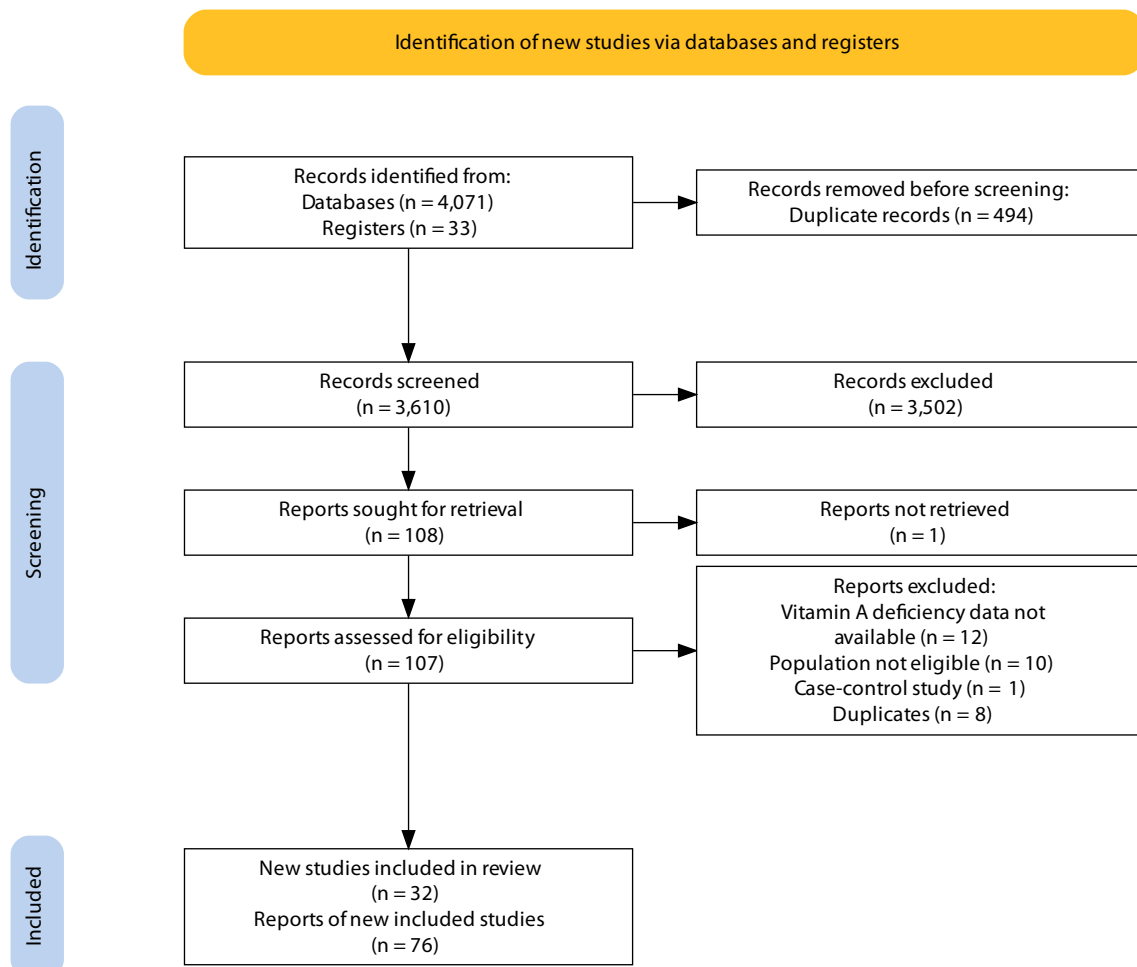 Identification of new studies via databases and registers
Identification
Records identified from:
Databases (n = 4,071)
Registers (n = 33)
Records removed before screening:
Duplicate records (n = 494)
Screening
Records screened
(n = 3,610)
Records excluded
(n = 3,502)
Reports sought for retrieval
(n = 108)
Reports not retrieved
(n = 1)
Reports assessed for eligibility
(n = 107)
Reports excluded:
Vitamin A deficiency data not
available (n = 12)
Population not eligible (n = 10)
Case-control study (n = 1)
Duplicates (n = 8)
Included
New studies included in review
(n = 32)
Reports of new included studies
(n = 76)